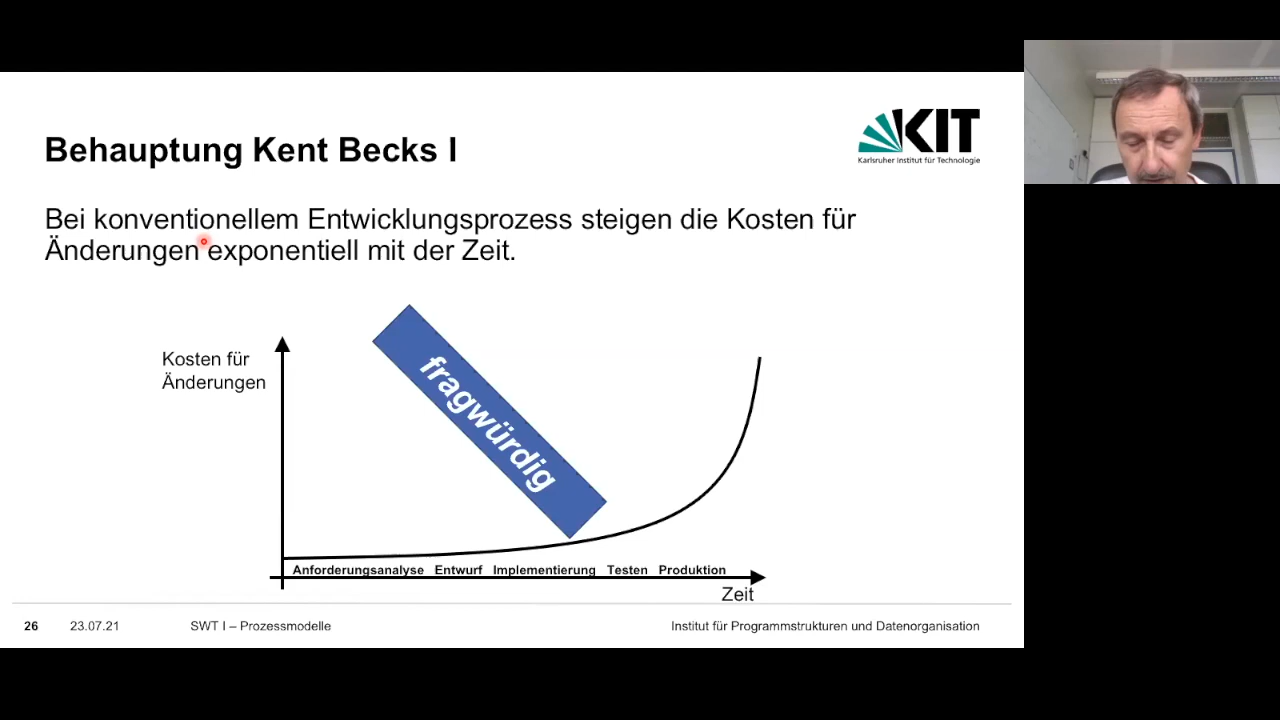 Behauptung Kent Becks I
KIT
Karlsruher Institut für Technologie
Bei konventionellem Entwicklungsprozess steigen die Kosten für
Änderungen exponentiell mit der Zeit.
Kosten für
Änderungen
fragwürdig
Anforderungsanalyse Entwurf Implementierung Testen Produktion
Zeit
26 23.07.21 SWT I – Prozessmodelle Institut für Programmstrukturen und Datenorganisation